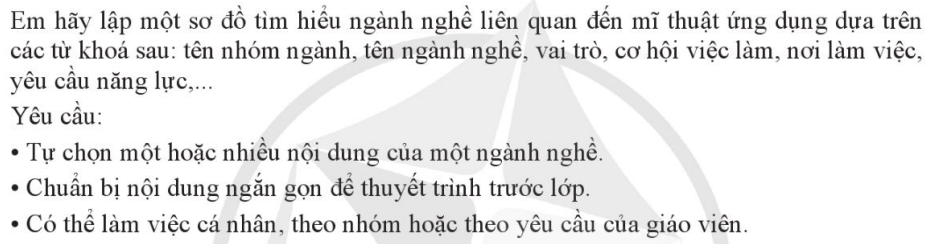 Em hãy lập một sơ đồ tìm hiểu ngành nghề liên quan đến mĩ thuật ứng dụng dựa trên
các từ khoá sau: tên nhóm ngành, tên ngành nghề, vai trò, cơ hội việc làm, nơi làm việc,
yêu cầu năng lực,...
Yêu cầu:
• Tự chọn một hoặc nhiều nội dung của một ngành nghề.
• Chuẩn bị nội dung ngắn gọn để thuyết trình trước lớp.
• Có thể làm việc cá nhân, theo nhóm hoặc theo yêu cầu của giáo viên.